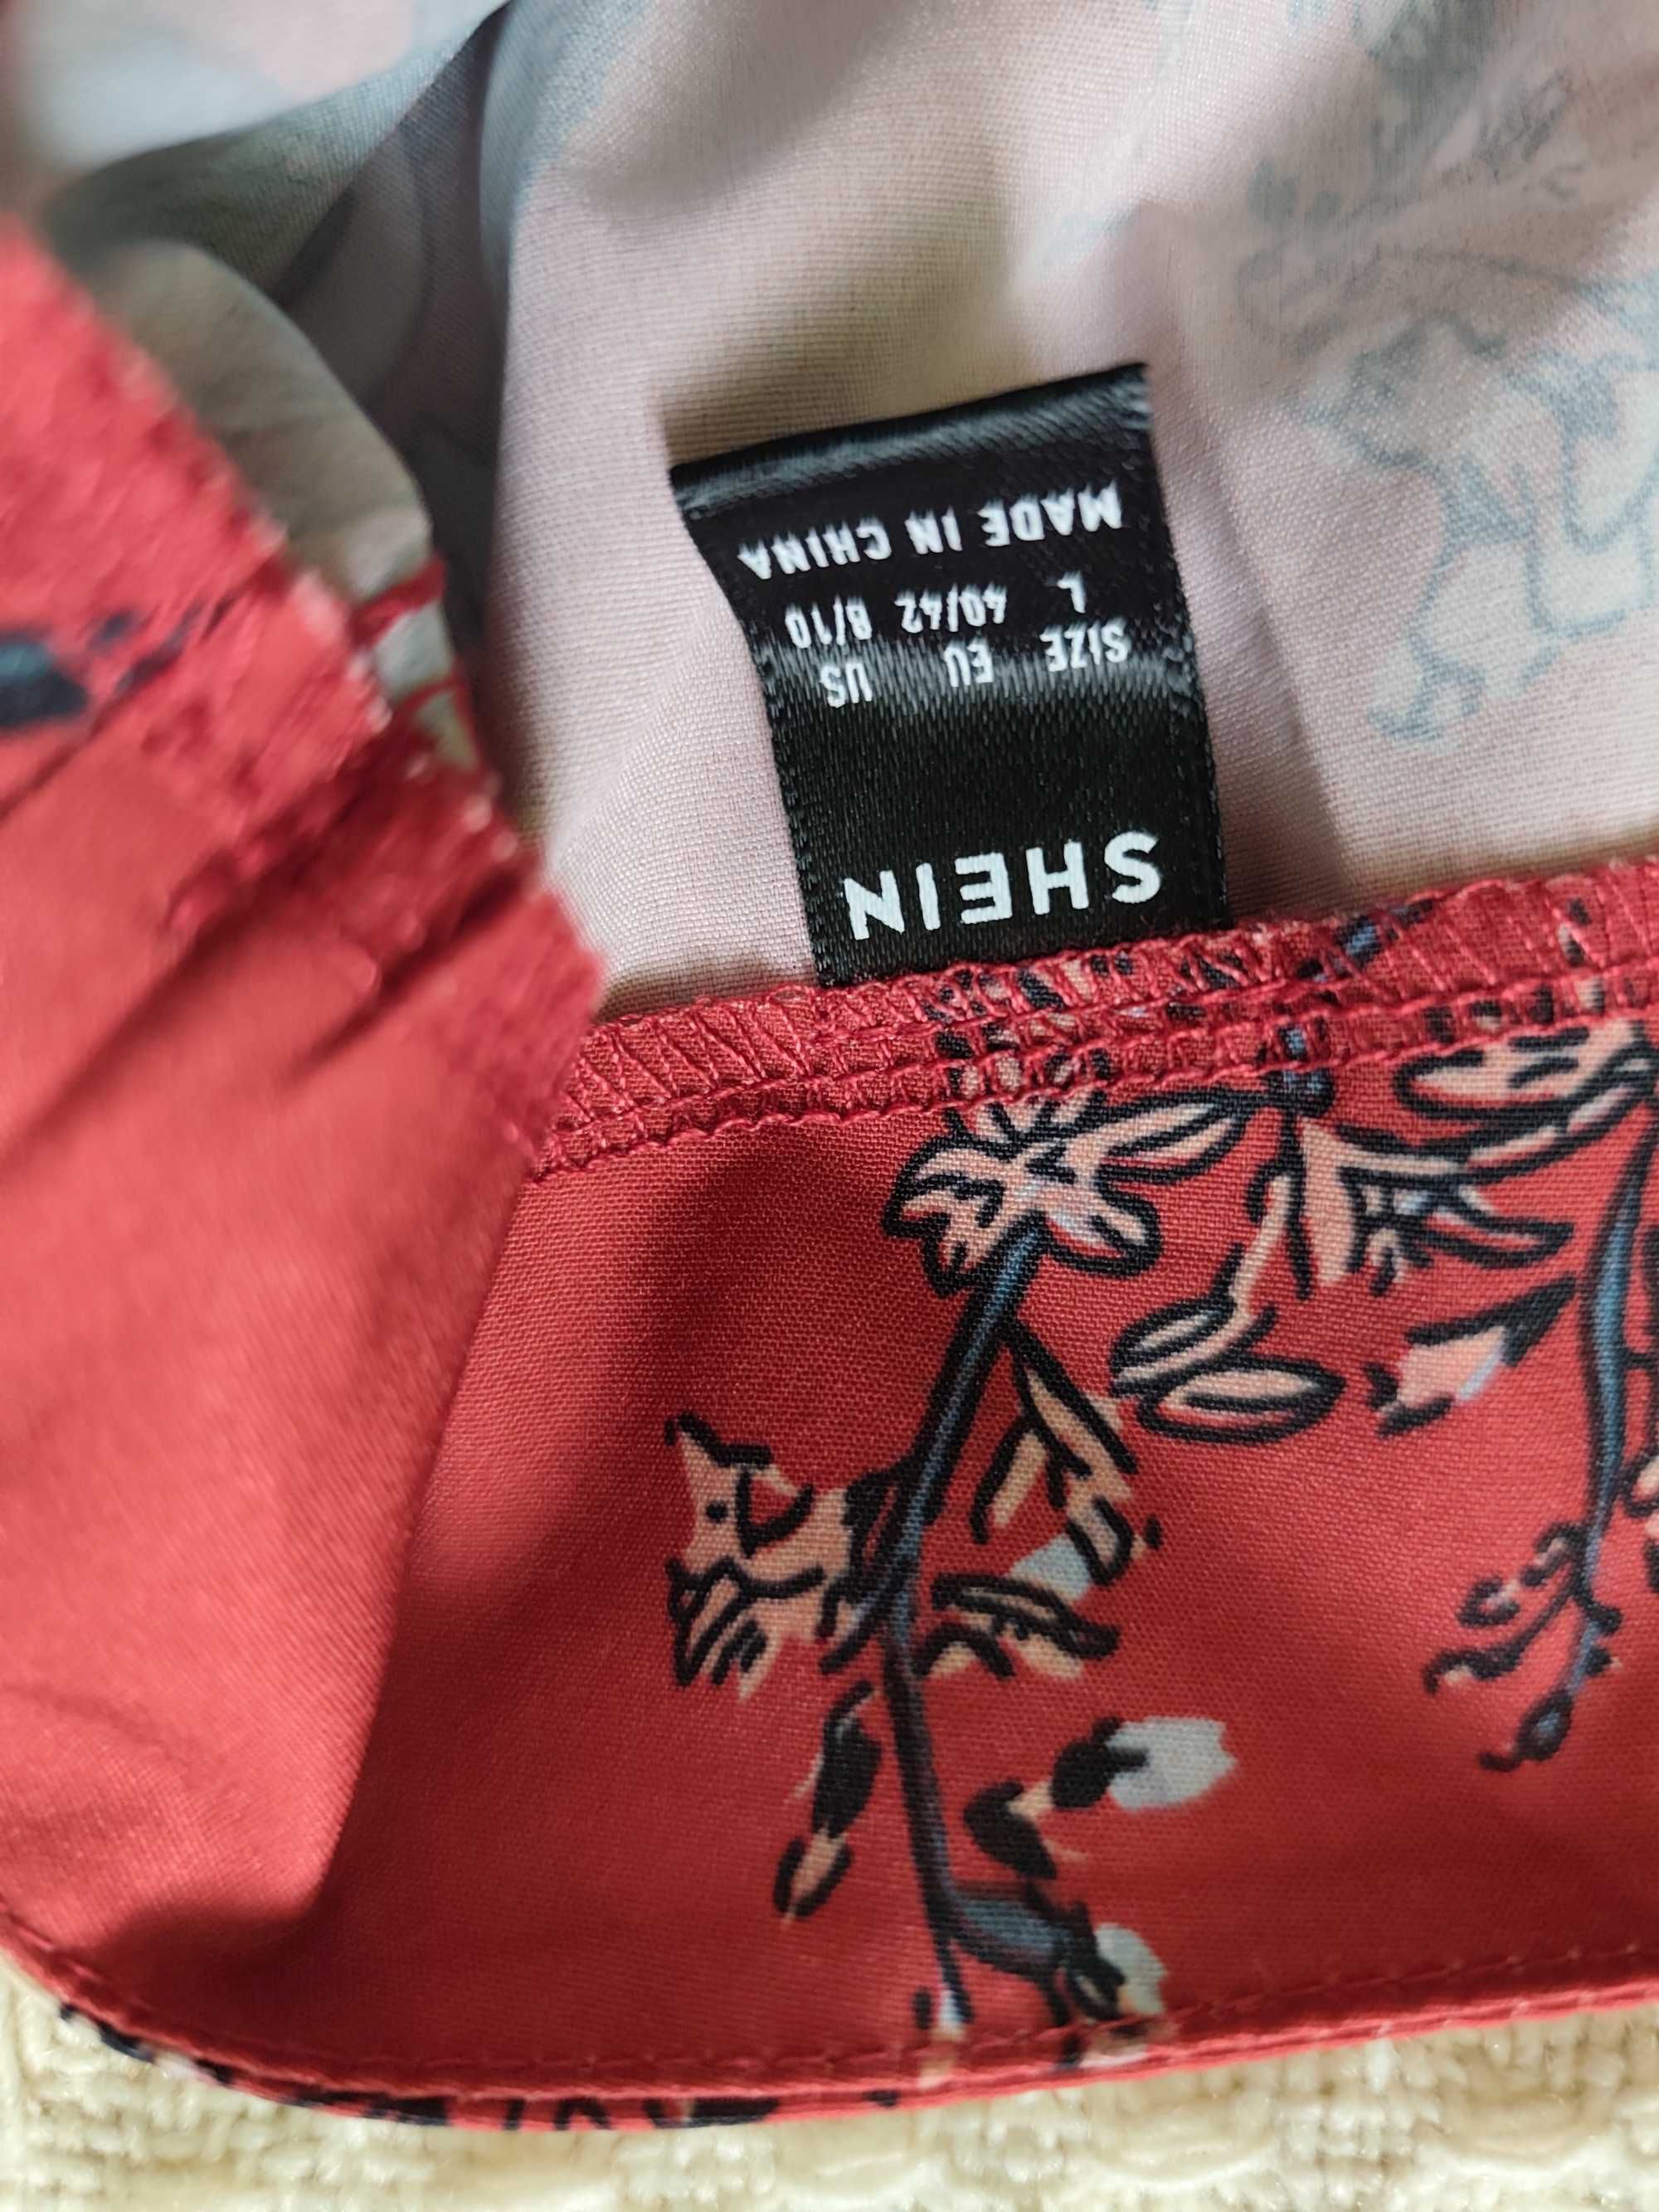 SHEIN
SIZE EU US
L 40/42 8/10
MADE IN CHINA